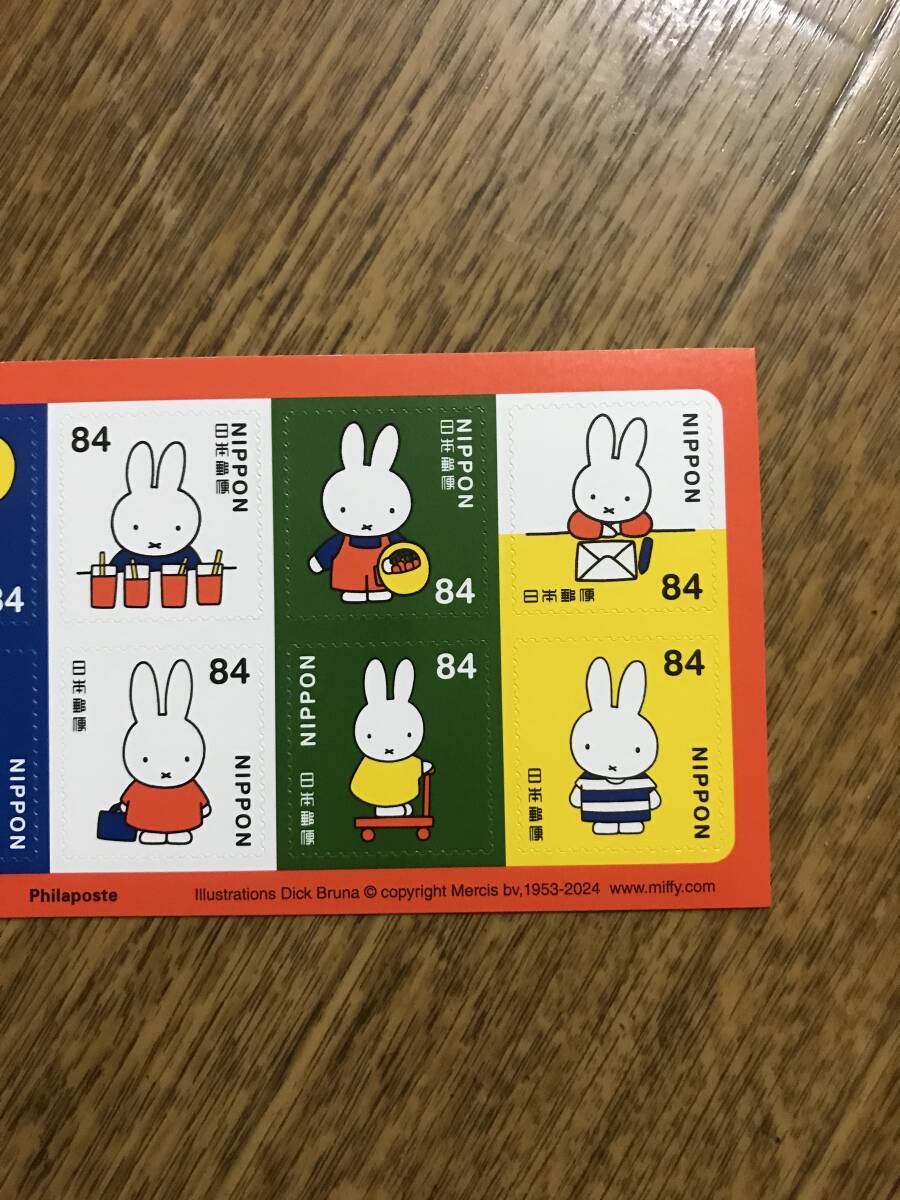 84
NIPPON
日本郵便
NIPPON
日本郵便
84
NIPPON
日本郵便
84
84
NIPPON
日本郵便
84
NIPPON
NIPPON
日本郵便
84
84
日本郵便
NIPPON
Philaposte
Illustrations Dick Bruna © copyright Mercis bv,1953-2024 www.miffy.com